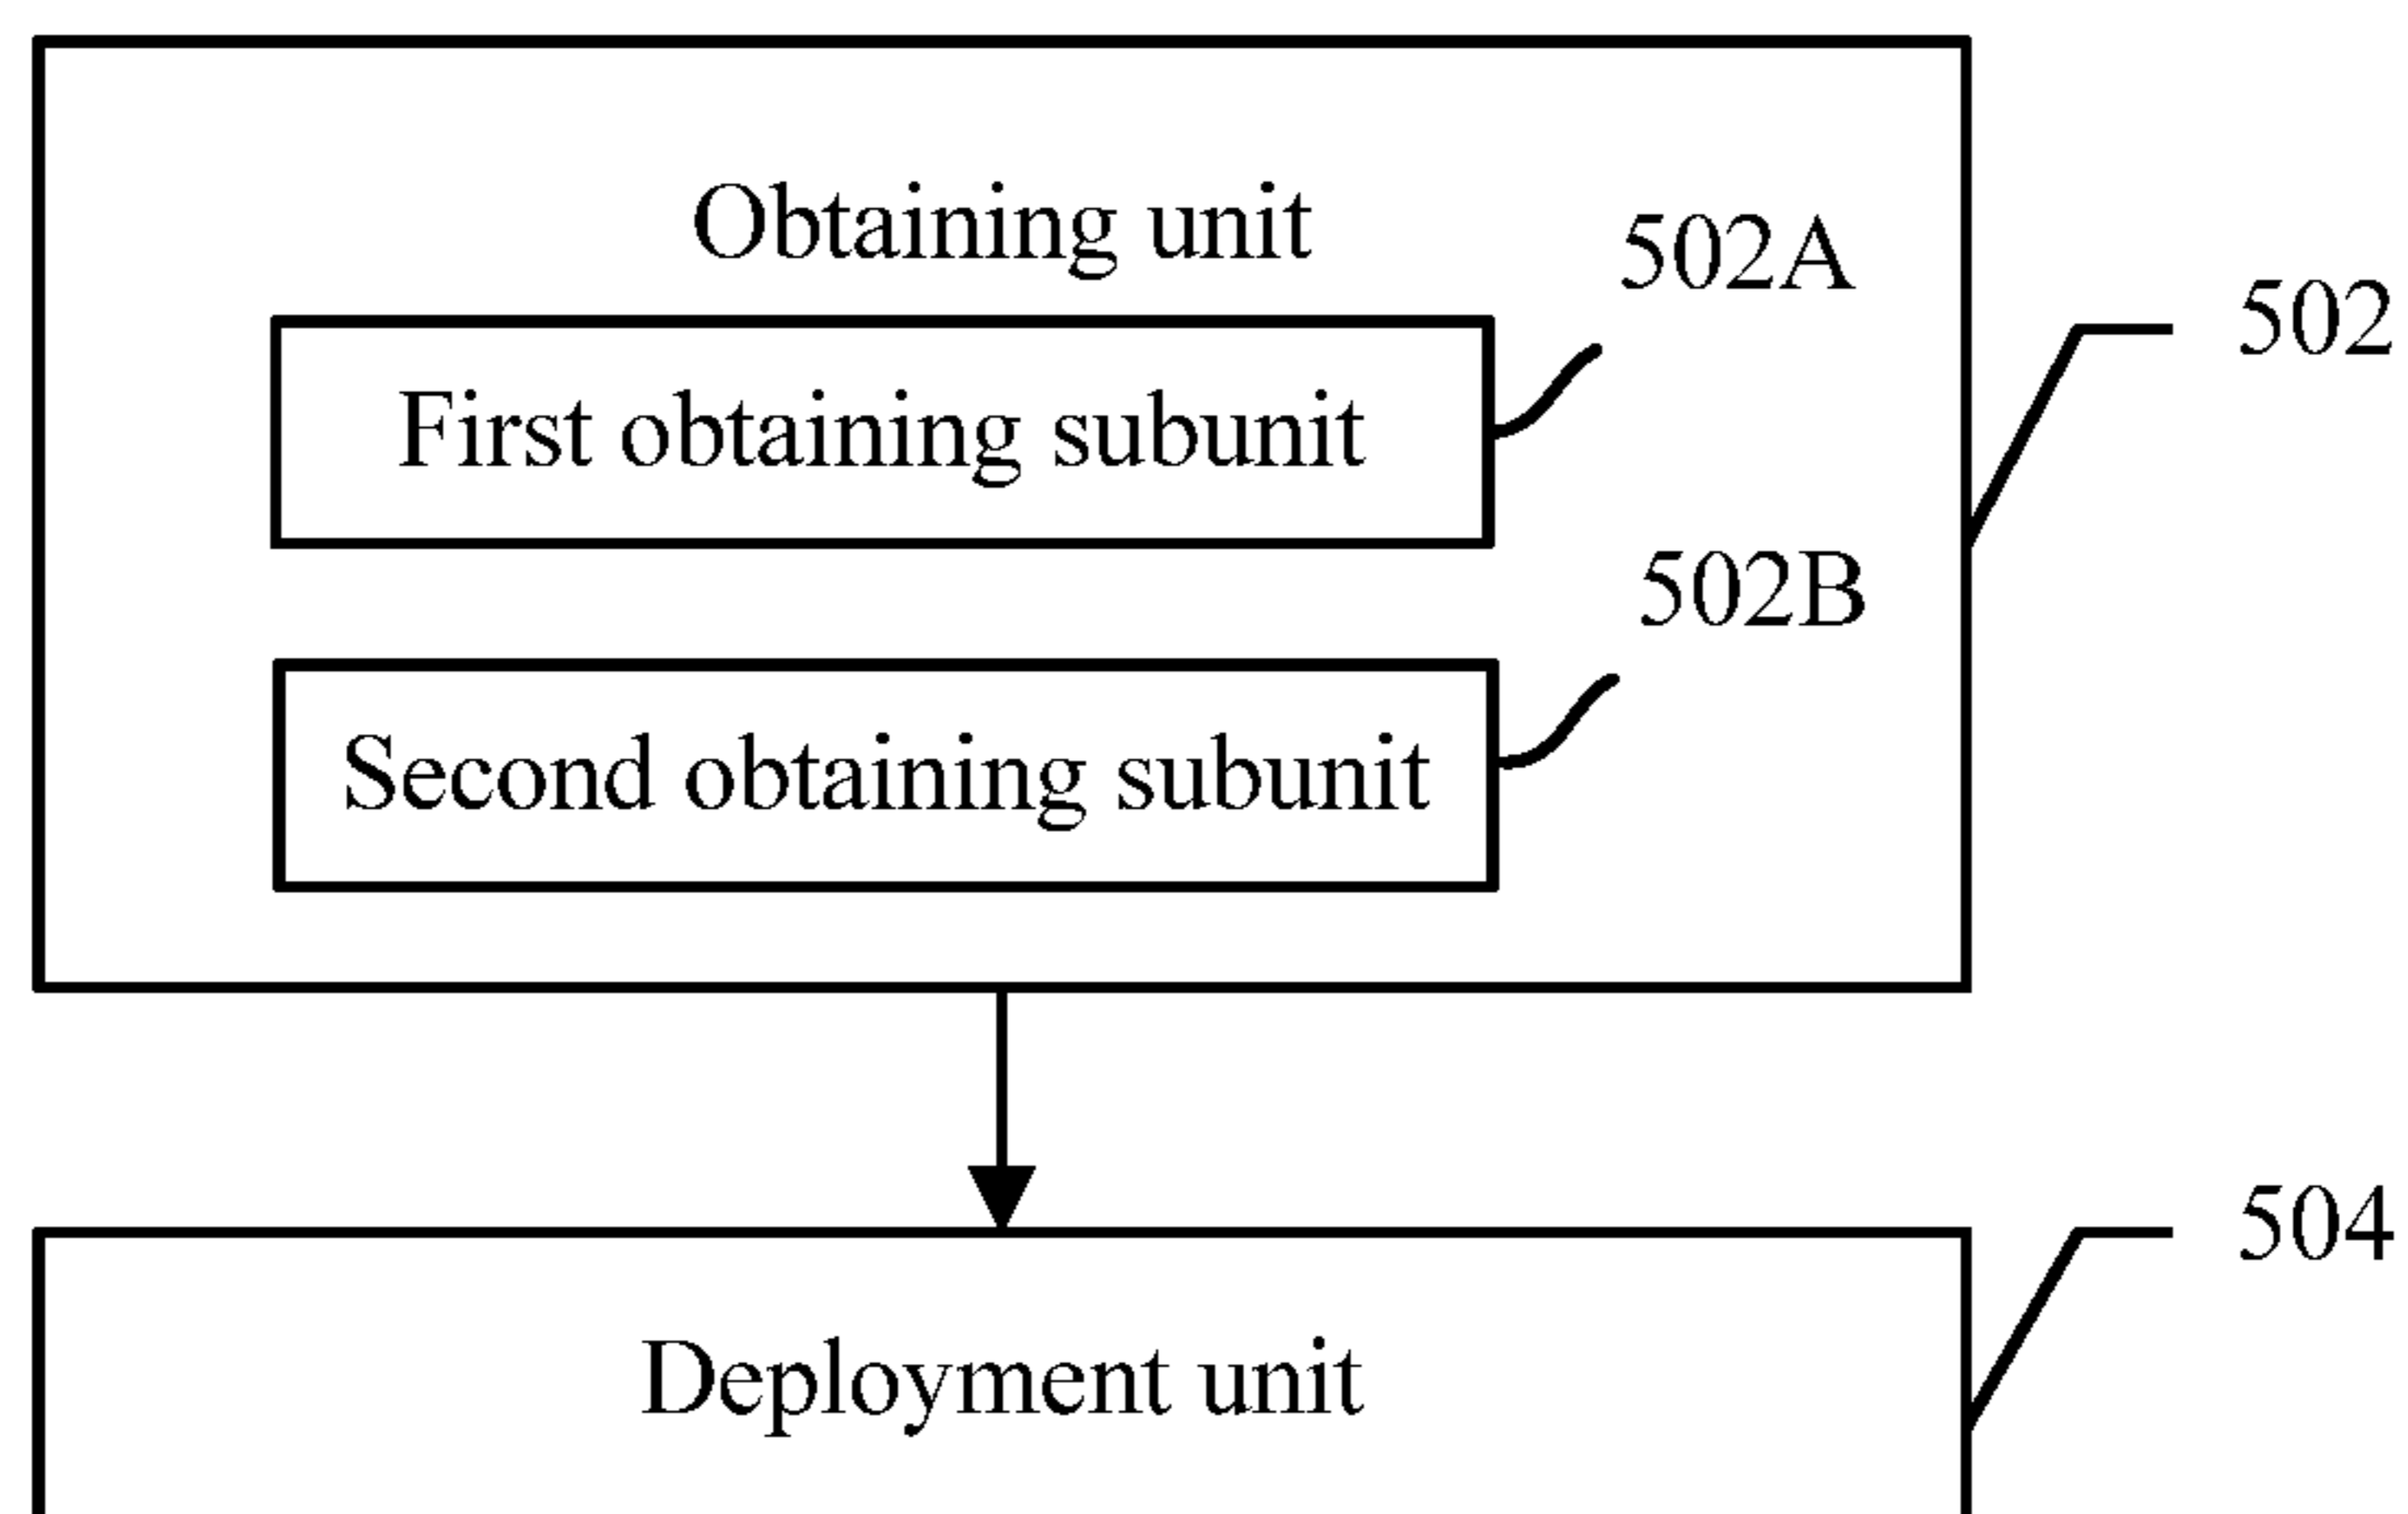 Obtaining unit
502A
502
First obtaining subunit
502B
Second obtaining subunit
504
Deployment unit